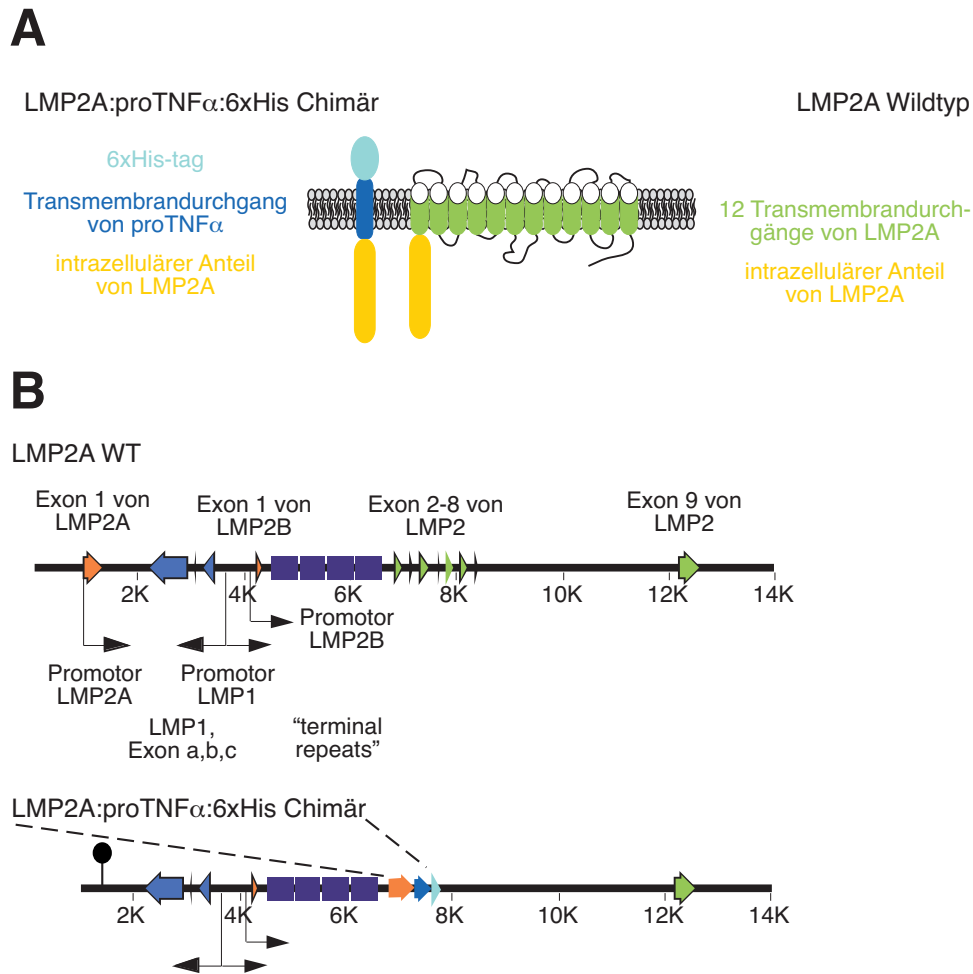 A
LMP2A:proTNFα:6xHis Chimär
LMP2A Wildtyp
6xHis-tag
Transmembrandurchgang
von proTNFα
intrazellulärer Anteil
von LMP2A
12 Transmembrandurch-
gänge von LMP2A
intrazellulärer Anteil
von LMP2A
B
LMP2A WT
Exon 1 von
LMP2A
Exon 1 von
LMP2B
Exon 2-8 von
LMP2
Exon 9 von
LMP2
2K 4K 6K 8K 10K 12K 14K
Promotor
LMP2B
Promotor
LMP2A
Promotor
LMP1
LMP1,
Exon a,b,c
“terminal
repeats”
LMP2A:proTNFα:6xHis Chimär
2K 4K 6K 8K 10K 12K 14K